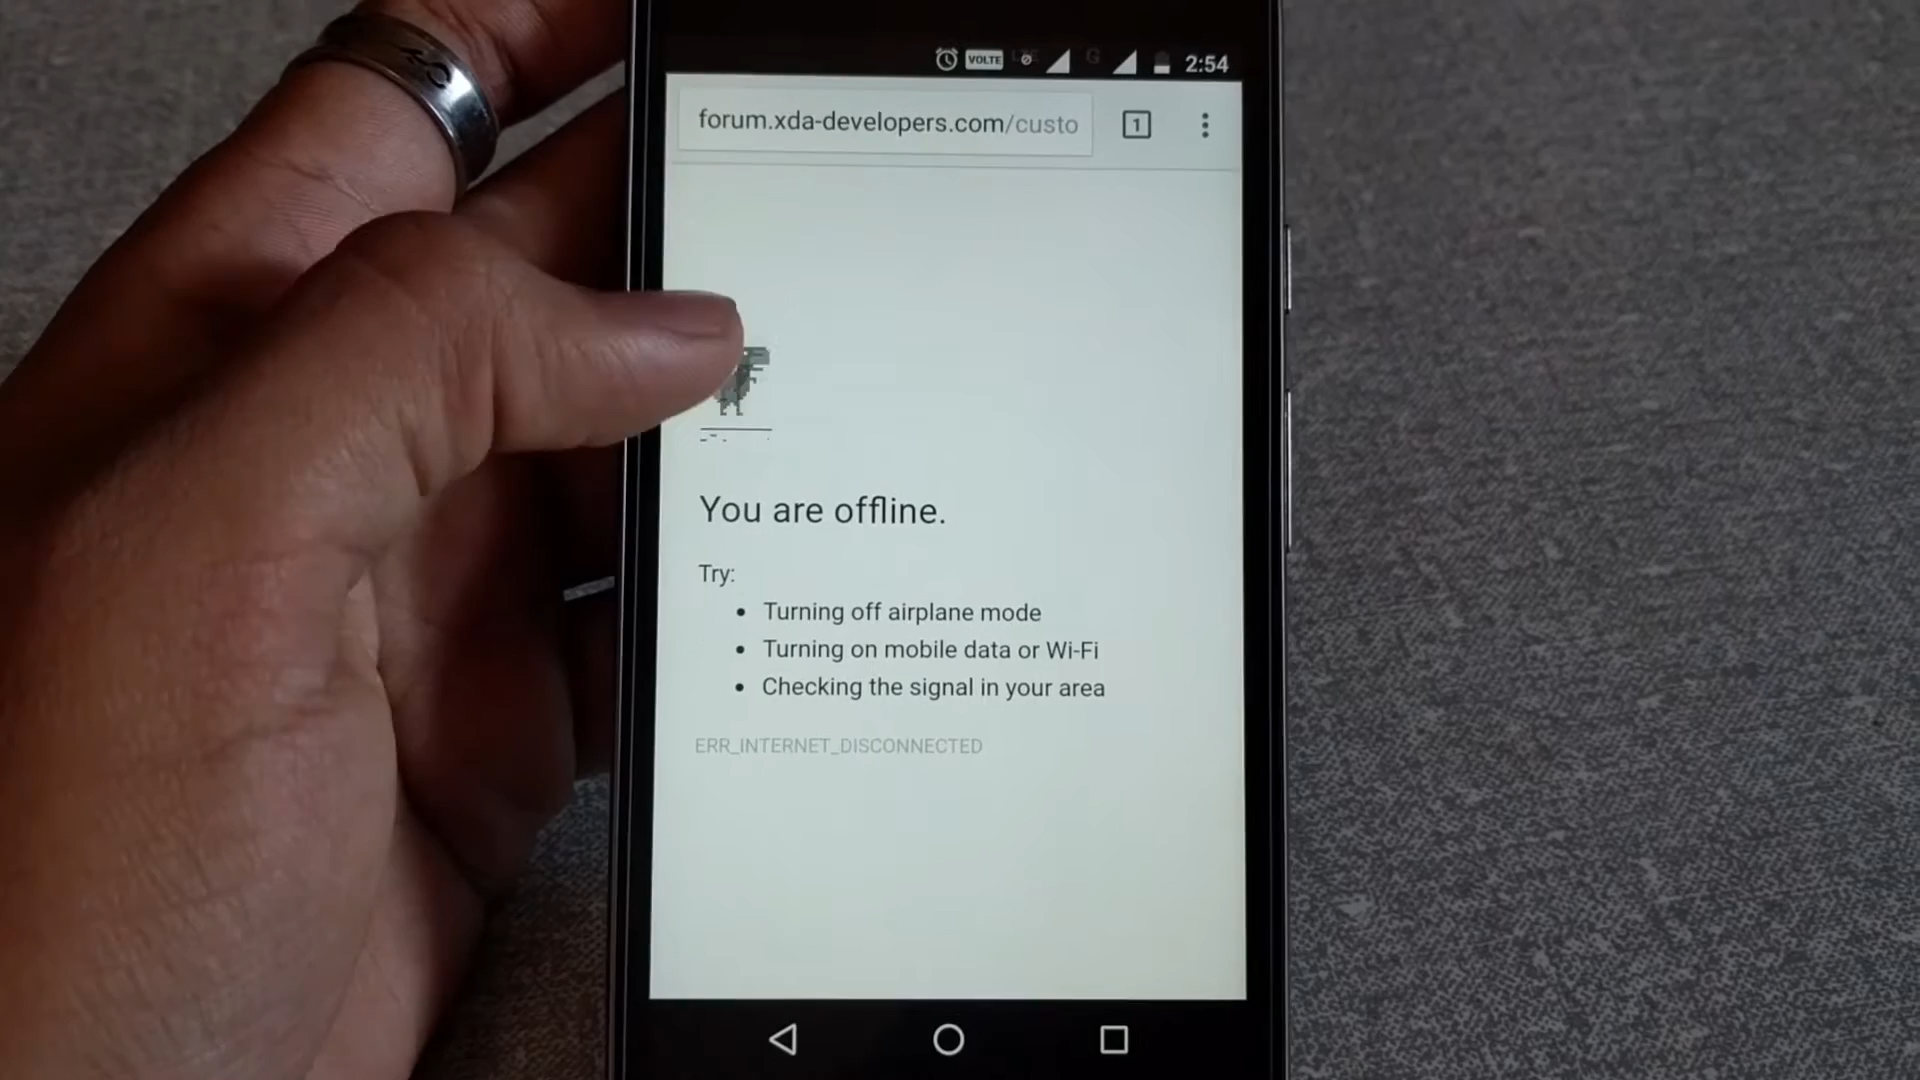 VOLTE LTE G 2:54
forum.xda-developers.com/custo
1
You are offline.
Try:
• Turning off airplane mode
• Turning on mobile data or Wi-Fi
• Checking the signal in your area
ERR_INTERNET_DISCONNECTED